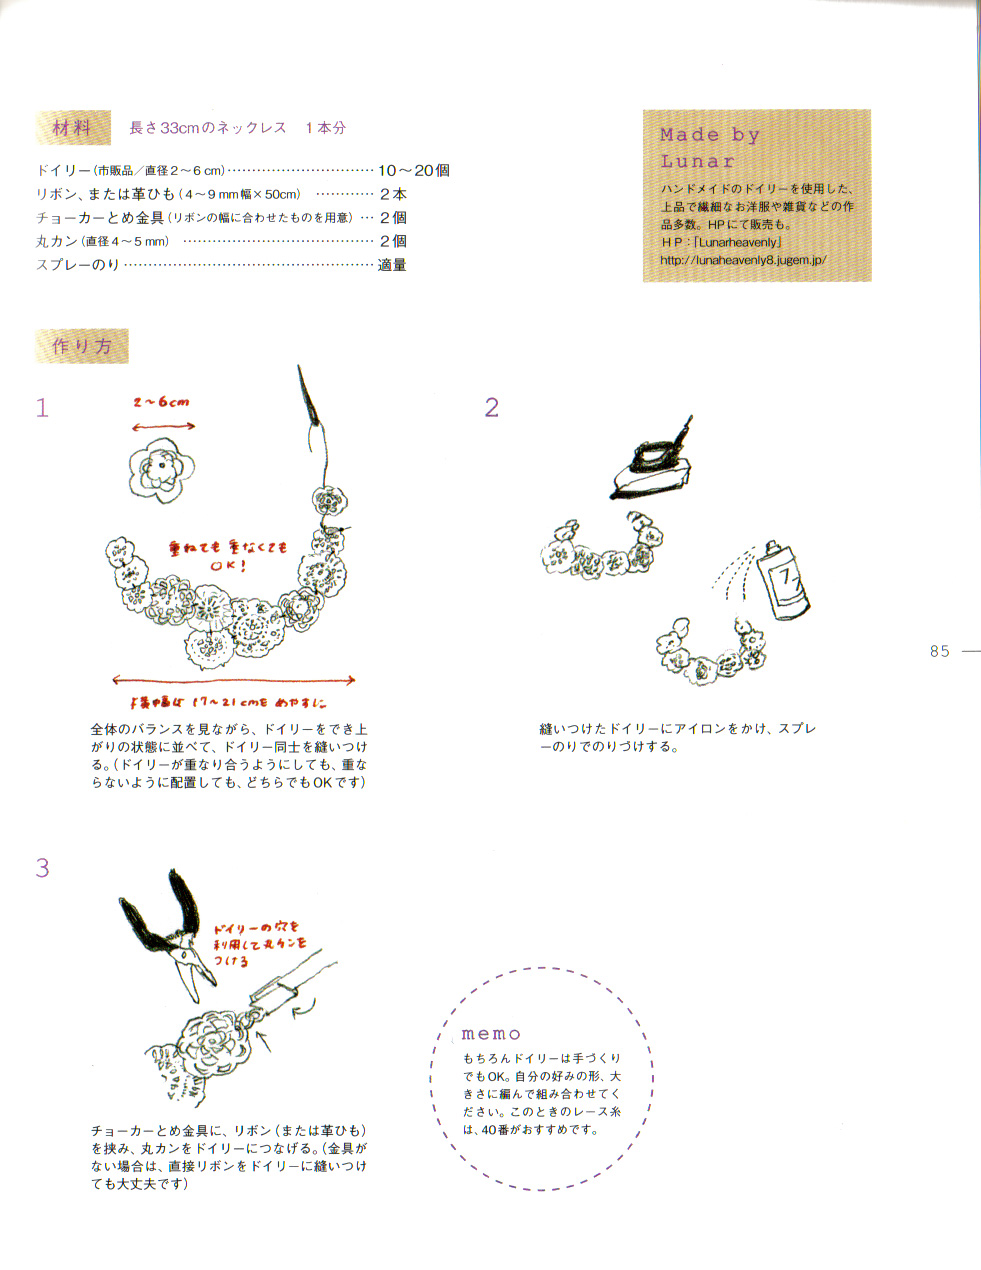 材料
長さ33cmのネックレス　1本分
ドイリー(市販品／直径2～6cm)…………………………10～20個
リボン、または革ひも(4～9mm幅×50cm)　…………2本
チョーカーとめ金具(リボンの幅に合わせたものを用意)　…2個
丸カン(直径4～5mm)　…………………………………2個
スプレーのり……………………………………………適量
Made by
Lunar
ハンドメイドのドイリーを使用した、
上品で繊細なお洋服や雑貨などの作
品多数。HPにて販売も。
HP：「Lunarheavenly」
http://lunaheavenly8.jugem.jp/
作り方
1
2～6cm
重ねても重なくても
OK!
横幅は17～21cmをめやすに
全体のバランスを見ながら、ドイリーをでき上
がりの状態に並べて、ドイリー同士を縫いつけ
る。(ドイリーが重なり合うようにしても、重な
らないように配置しても、どちらでもOKです)
2
縫いつけたドイリーにアイロンをかけ、スプレ
ーのりでのりづけする。
85
3
ドイリーの穴を
利用して丸カンを
つける
チョーカーとめ金具に、リボン(または革ひも)
を挟み、丸カンをドイリーにつなげる。(金具が
ない場合は、直接リボンをドイリーに縫いつけ
ても大丈夫です)
memo
もちろんドイリーは手づくり
でもOK。自分の好みの形、大
きさに編んで組み合わせてく
ださい。このときのレース糸
は、40番がおすすめです。